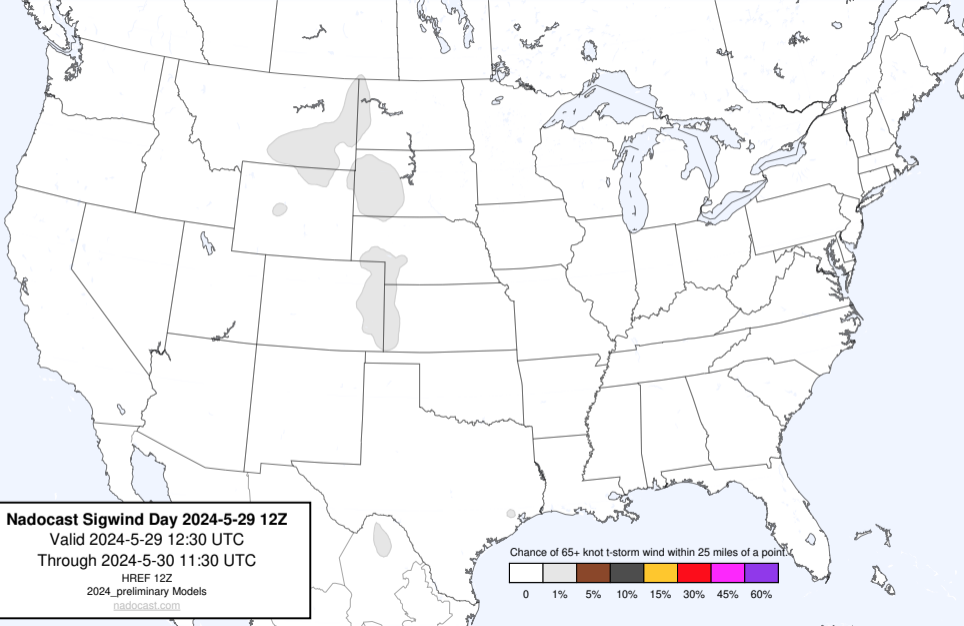 Nadocast Sigwind Day 2024-5-29 12Z
Valid 2024-5-29 12:30 UTC
Through 2024-5-30 11:30 UTC
HREF 12Z
2024_preliminary Models
nadocast.com
Chance of 65+ knot t-storm wind within 25 miles of a point.
0 1% 5% 10% 15% 30% 45% 60%